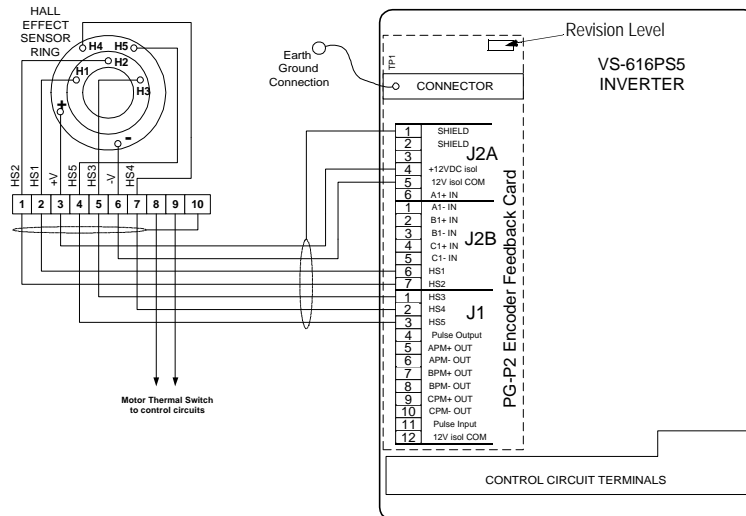 HALL
EFFECT
SENSOR
RING
H4
H5
H2
H1
H3
+
-
HS2
HS1
+V
HS5
HS3
-V
HS4
1 2 3 4 5 6 7 8 9 10
Motor Thermal Switch
to control circuits
Earth
Ground
Connection
TP1
Revision Level
VS-616PS5
INVERTER
CONNECTOR
1 SHIELD
2 SHIELD
3
4 +12VDC isol
5 12V isol COM
6 A1+ IN
J2A
1 A1- IN
2 B1+ IN
3 B1- IN
4 C1+ IN
5 C1- IN
6 HS1
7 HS2
J2B
1 HS3
2 HS4
3 HS5
4 Pulse Output
5 APM+ OUT
6 APM- OUT
7 BPM+ OUT
8 BPM- OUT
9 CPM+ OUT
10 CPM- OUT
11 Pulse Input
12 12V isol COM
J1
PG-P2 Encoder Feedback Card
CONTROL CIRCUIT TERMINALS